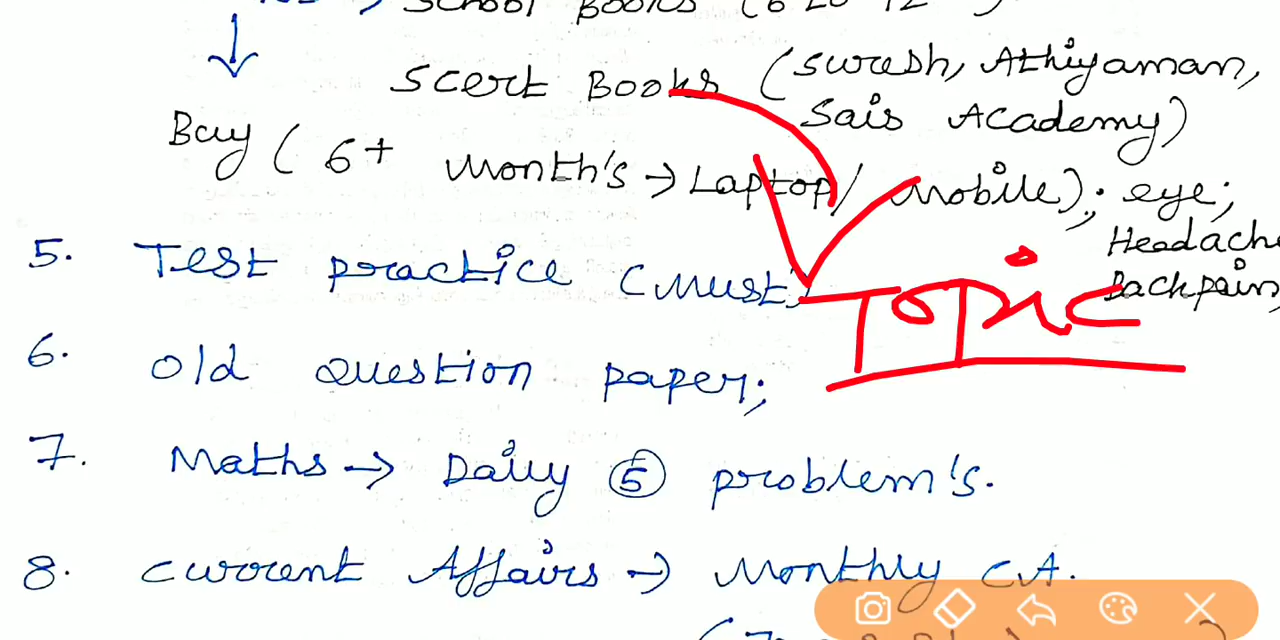 School Books (6 to 12
Scert Books (Suresh, Athiyaman,
Sais Academy)
Buy ( 6+ month's → Laptop/ Mobile); eye;
Headache
Backpain,
5. Test practice (Must)
TOPIC
6. Old question paper;
7. Maths → Daily 5 problem's.
8. Current Affairs → Monthly C.A.